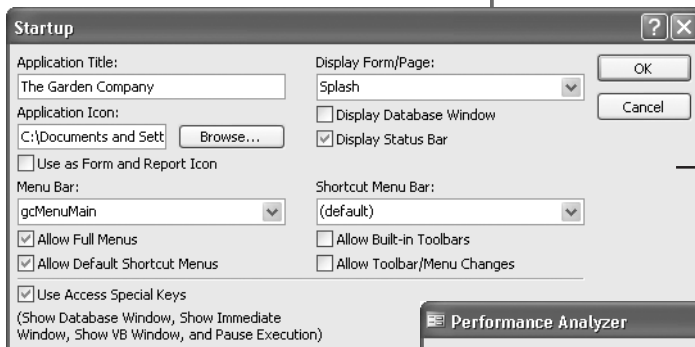 Startup
Application Title:
The Garden Company
Application Icon:
C:\Documents and Sett
Browse...
Use as Form and Report Icon
Menu Bar:
gcMenuMain
Allow Full Menus
Allow Default Shortcut Menus
Display Form/Page:
Splash
Display Database Window
Display Status Bar
Shortcut Menu Bar:
(default)
Allow Built-in Toolbars
Allow Toolbar/Menu Changes
OK
Cancel
Use Access Special Keys
(Show Database Window, Show Immediate
Window, Show VB Window, and Pause Execution)
Performance Analyzer